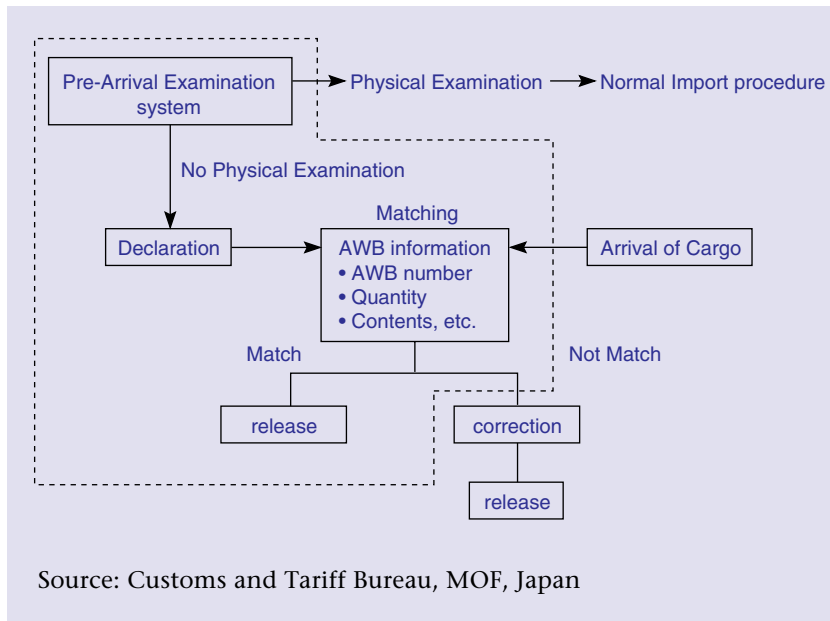 Pre-Arrival Examination
system
Physical Examination
Normal Import procedure
No Physical Examination
Matching
Declaration
AWB information
• AWB number
• Quantity
• Contents, etc.
Arrival of Cargo
Match
Not Match
release
correction
release
Source: Customs and Tariff Bureau, MOF, Japan